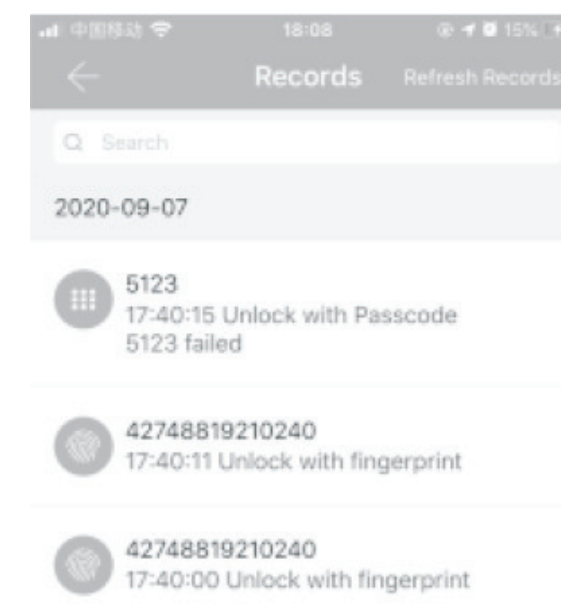 中国移动 18:08 15%
Records Refresh Records
Search
2020-09-07
5123
17:40:15 Unlock with Passcode
5123 failed
42748819210240
17:40:11 Unlock with fingerprint
42748819210240
17:40:00 Unlock with fingerprint